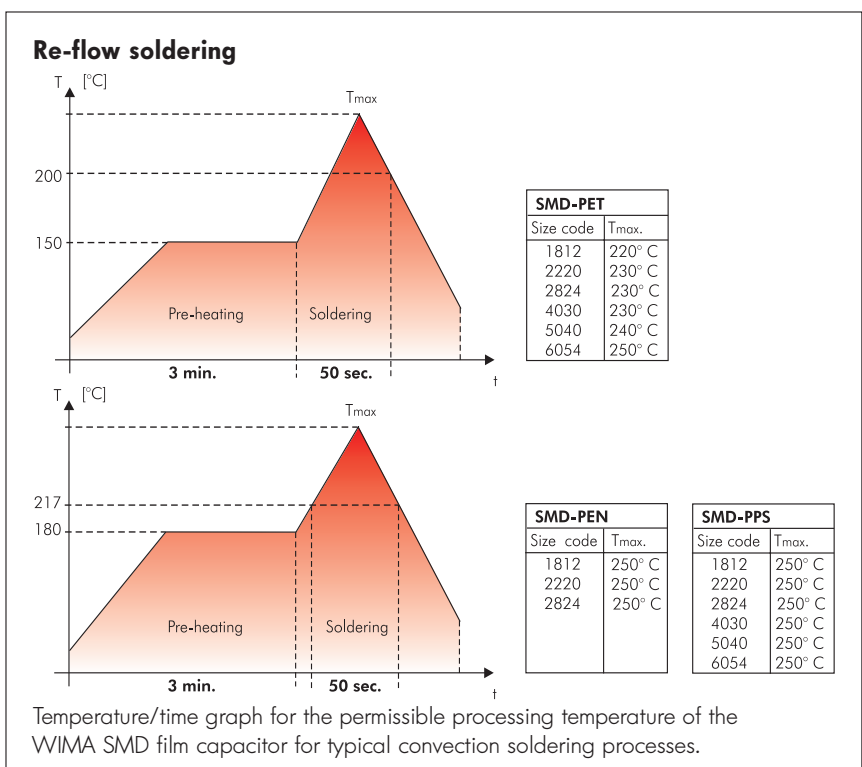 Re-flow soldering
T [°C]
Tmax
200
150
Pre-heating
Soldering
3 min.
50 sec.
t
SMD-PET
Size code Tmax.
1812 220° C
2220 230° C
2824 230° C
4030 230° C
5040 240° C
6054 250° C
T [°C]
Tmax
217
180
Pre-heating
Soldering
3 min.
50 sec.
t
SMD-PEN
Size code Tmax.
1812 250° C
2220 250° C
2824 250° C
SMD-PPS
Size code Tmax.
1812 250° C
2220 250° C
2824 250° C
4030 250° C
5040 250° C
6054 250° C
Temperature/time graph for the permissible processing temperature of the
WIMA SMD film capacitor for typical convection soldering processes.